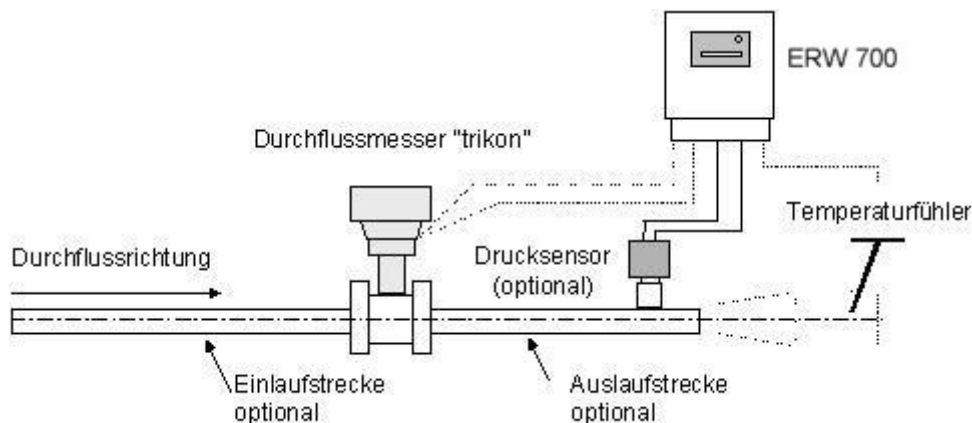 ERW 700
Durchflussmesser "trikon"
Temperaturfühler
Durchflussrichtung
Drucksensor
(optional)
Einlaufstrecke
optional
Auslaufstrecke
optional